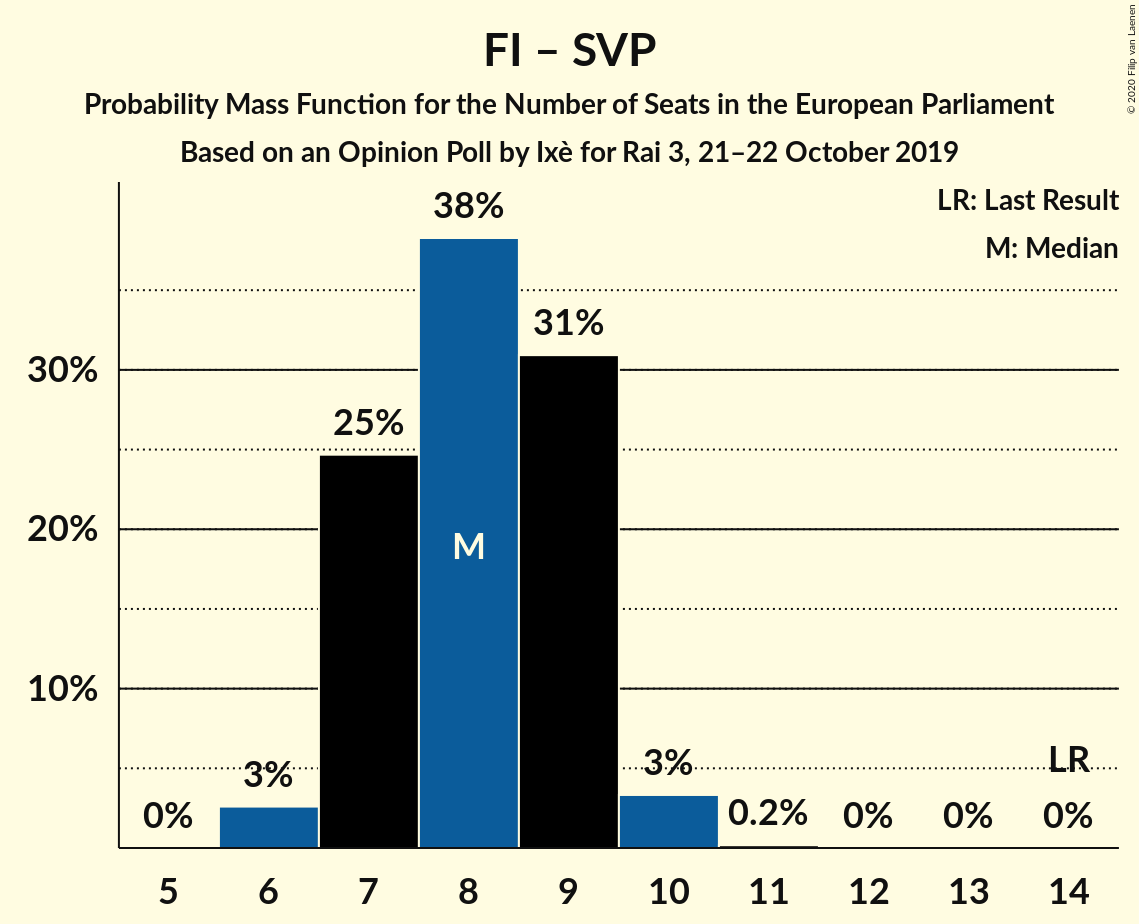 FI – SVP
Probability Mass Function for the Number of Seats in the European Parliament
Based on an Opinion Poll by Ixè for Rai 3, 21–22 October 2019
© 2020 Filip van Laenen
LR: Last Result
M: Median
38%
31%
30%
25%
20%
M
10%
3%
3%
LR
0%
0.2%
0%
0%
0%
5 6 7 8 9 10 11 12 13 14